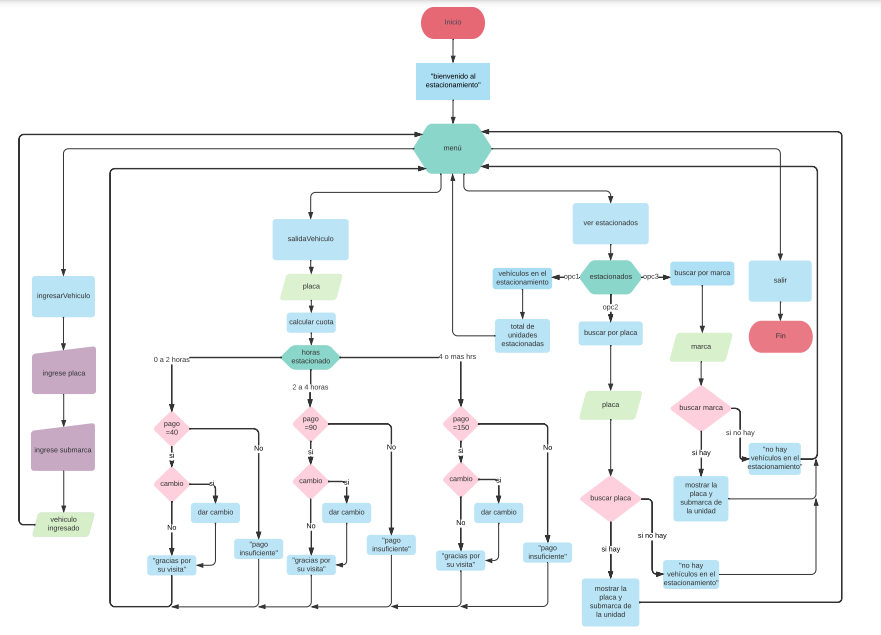 Inicio
"bienvenido al
estacionamiento"
menú
salidaVehiculo
placa
calcular cuota
horas
estacionado
0 a 2 horas
2 a 4 horas
4 o mas hrs
ingresarVehiculo
ingrese placa
ingrese submarca
vehiculo
ingresado
pago
=40
si
No
cambio
si
dar cambio
No
"gracias por
su visita"
"pago
insuficiente"
pago
=90
si
No
cambio
si
dar cambio
No
"gracias por
su visita"
"pago
insuficiente"
pago
=150
si
No
cambio
si
dar cambio
No
"gracias por
su visita"
"pago
insuficiente"
ver estacionados
estacionados
opc1
opc2
opc3
vehículos en el
estacionamiento
total de
unidades
estacionadas
buscar por placa
placa
buscar placa
si hay
si no hay
mostrar la
placa y
submarca de
la unidad
"no hay
vehículos en el
estacionamiento"
buscar por marca
marca
buscar marca
si no hay
si hay
"no hay
vehículos en el
estacionamiento"
mostrar la
placa y
submarca de
la unidad
salir
Fin